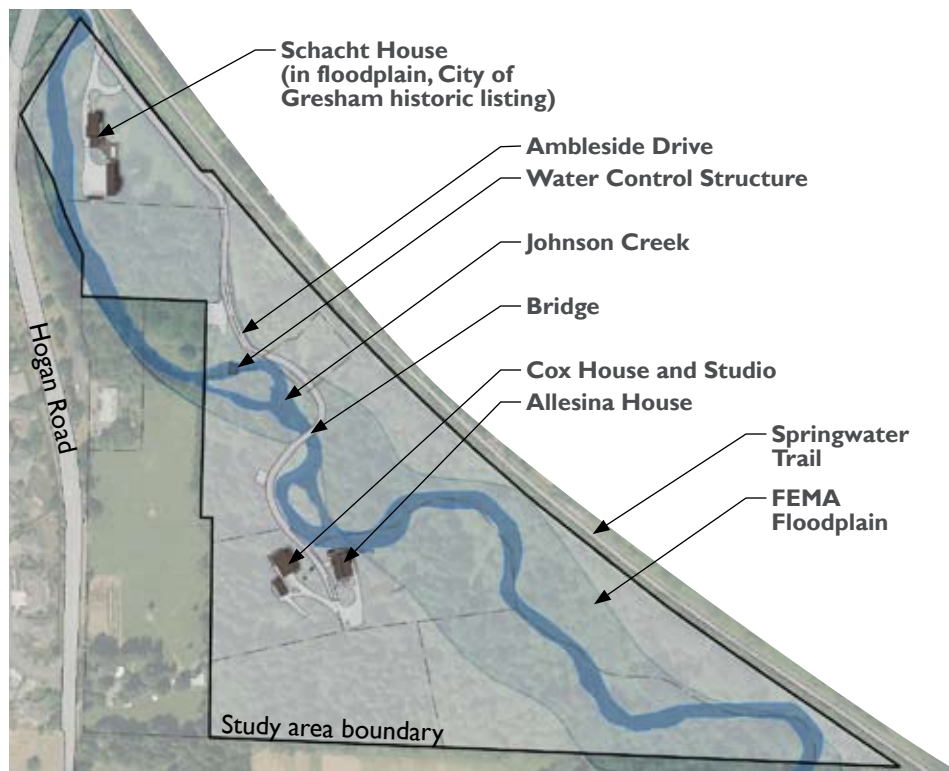 Schacht House
(in floodplain, City of
Gresham historic listing)
Ambleside Drive
Water Control Structure
Johnson Creek
Bridge
Cox House and Studio
Allesina House
Springwater
Trail
FEMA
Floodplain
Hogan Road
Study area boundary